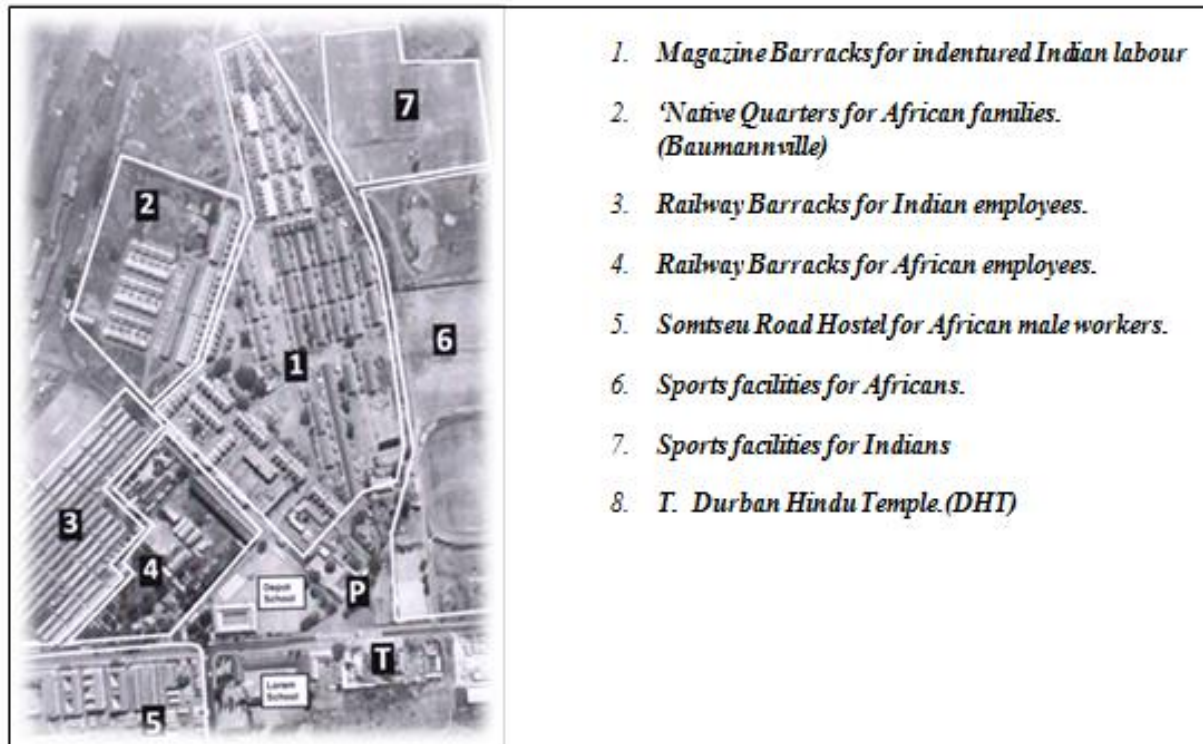 7
2
1
6
3
4
Depot
School
P
T
Lorem
School
5
1. Magazine Barracks for indentured Indian labour
2. ‘Native Quarters for African families.
(Baumannville)
3. Railway Barracks for Indian employees.
4. Railway Barracks for African employees.
5. Somtseu Road Hostel for African male workers.
6. Sports facilities for Africans.
7. Sports facilities for Indians
8. T. Durban Hindu Temple.(DHT)